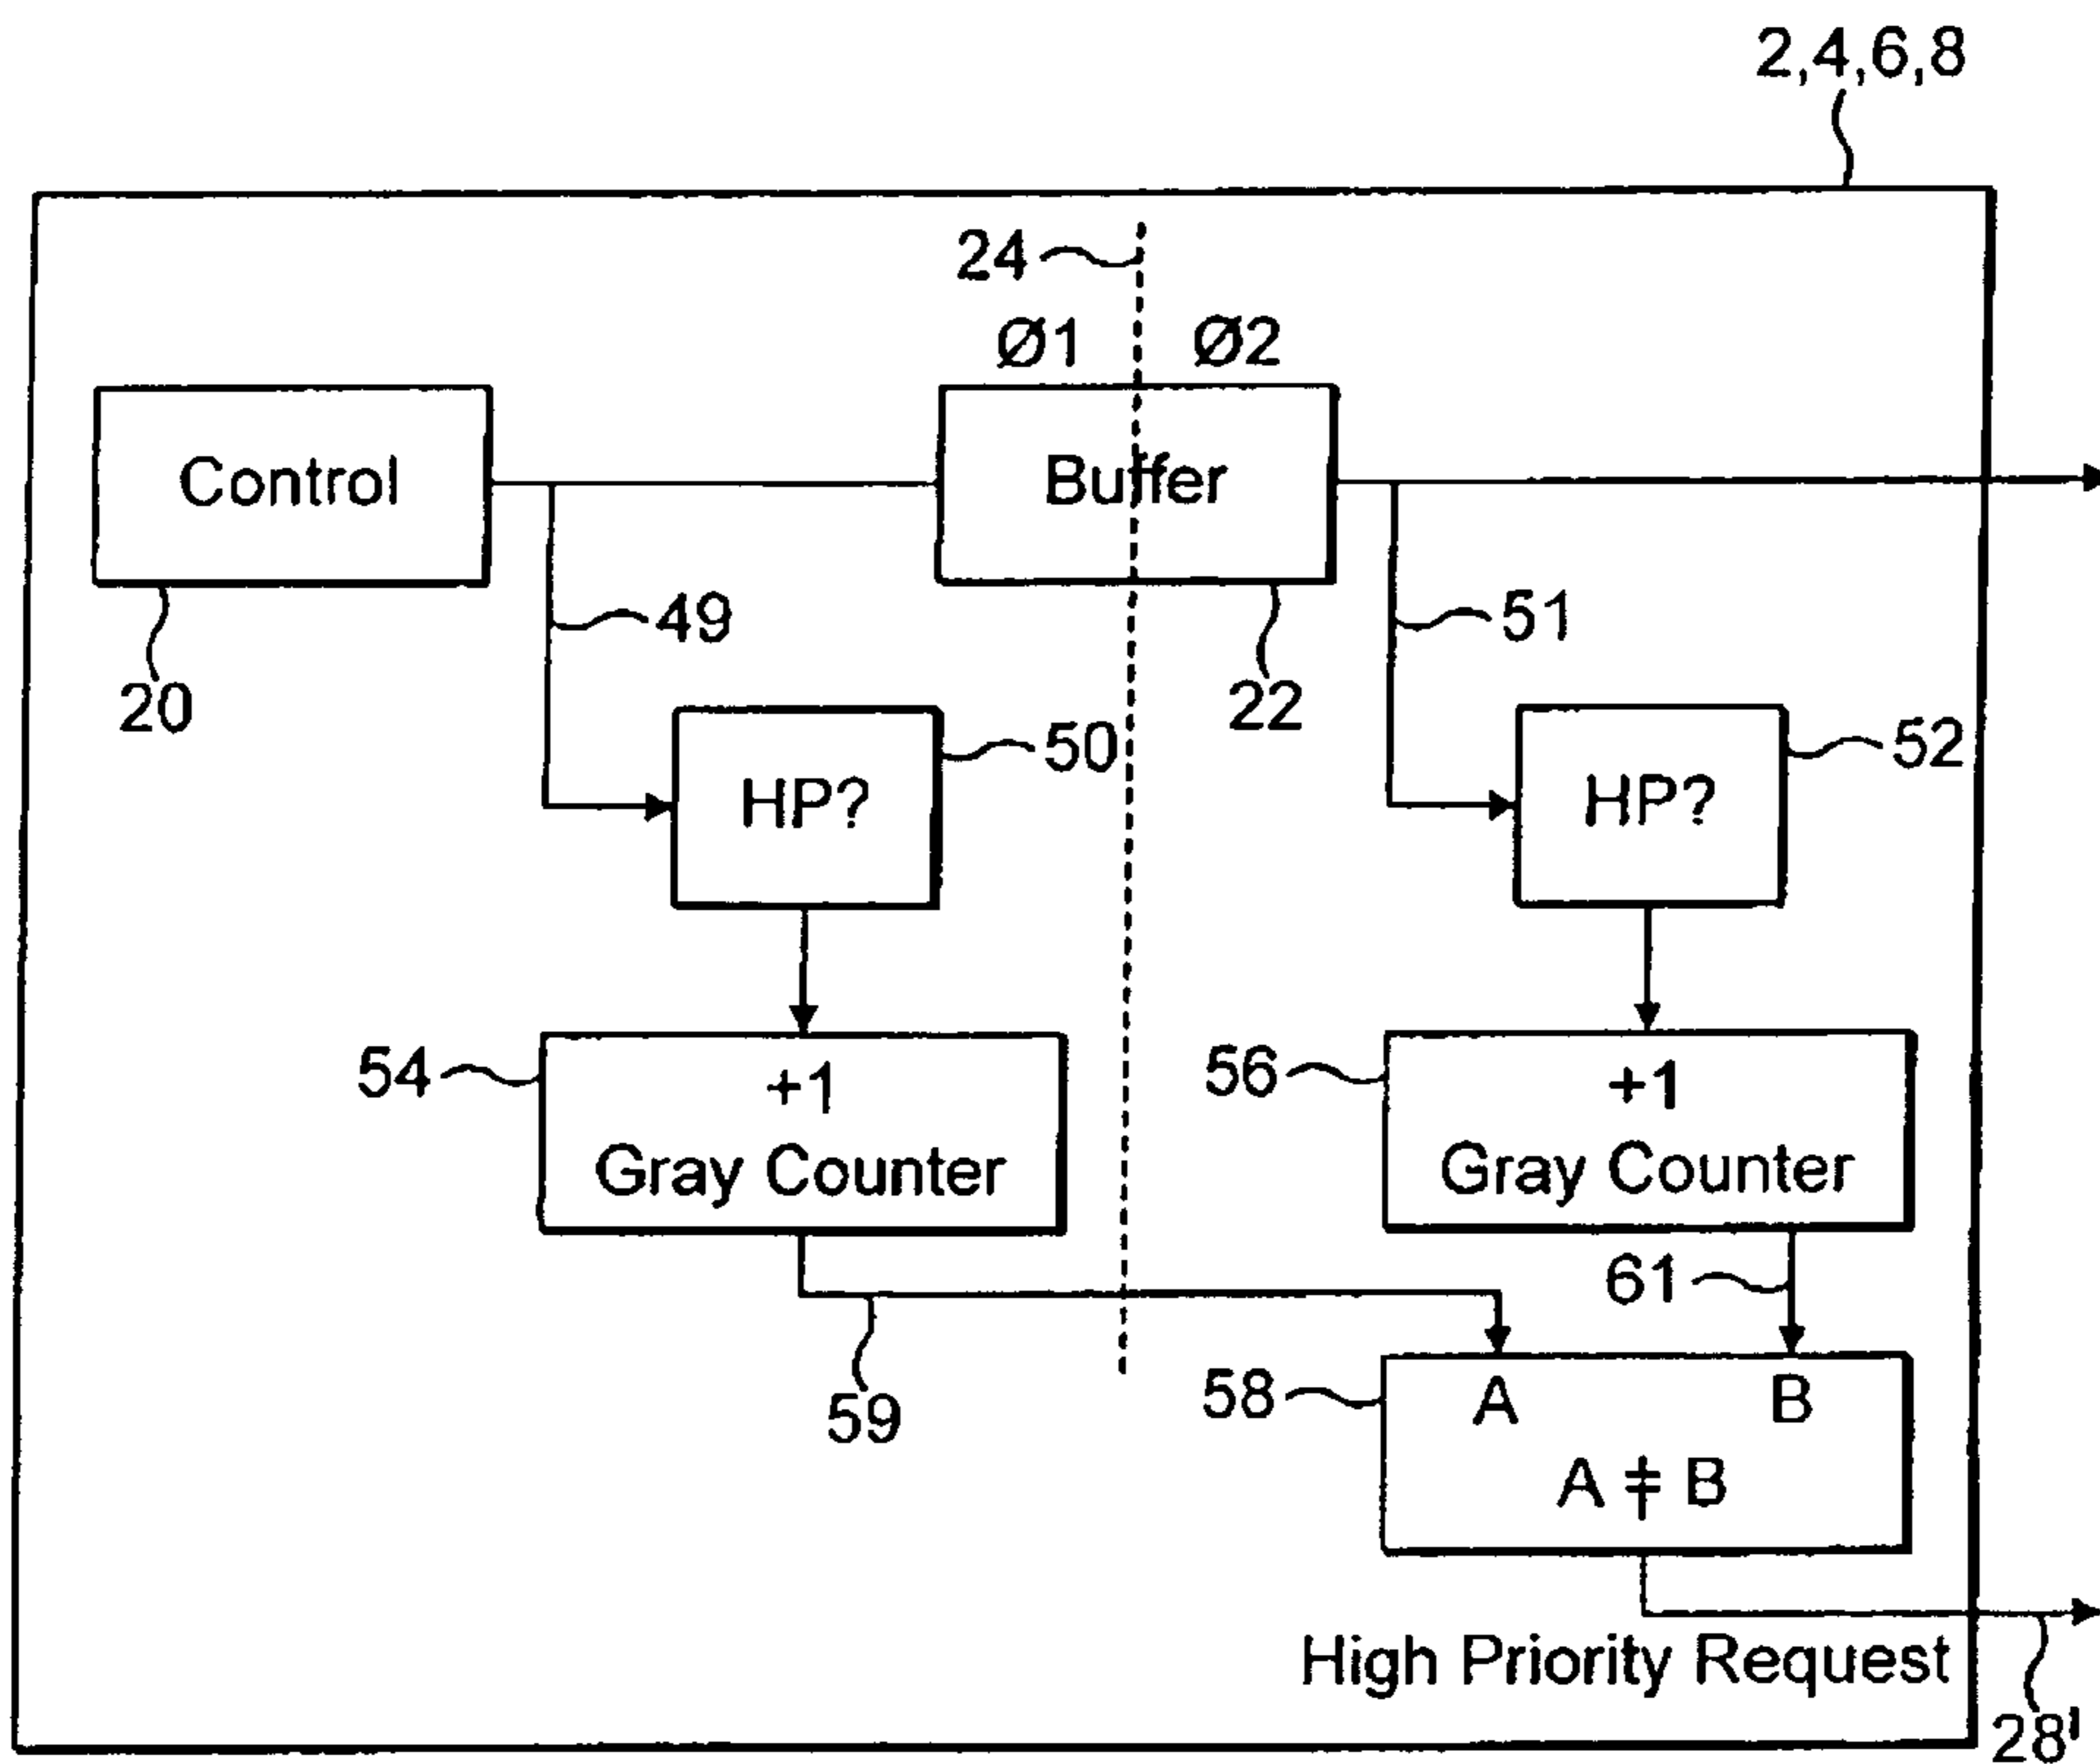 2,4,6,8
24
Ø1 Ø2
Control
Buffer
49
51
20
22
50
52
HP?
HP?
54
+1
Gray Counter
56
+1
Gray Counter
61
59
58
A B
A ‡ B
High Priority Request
28'